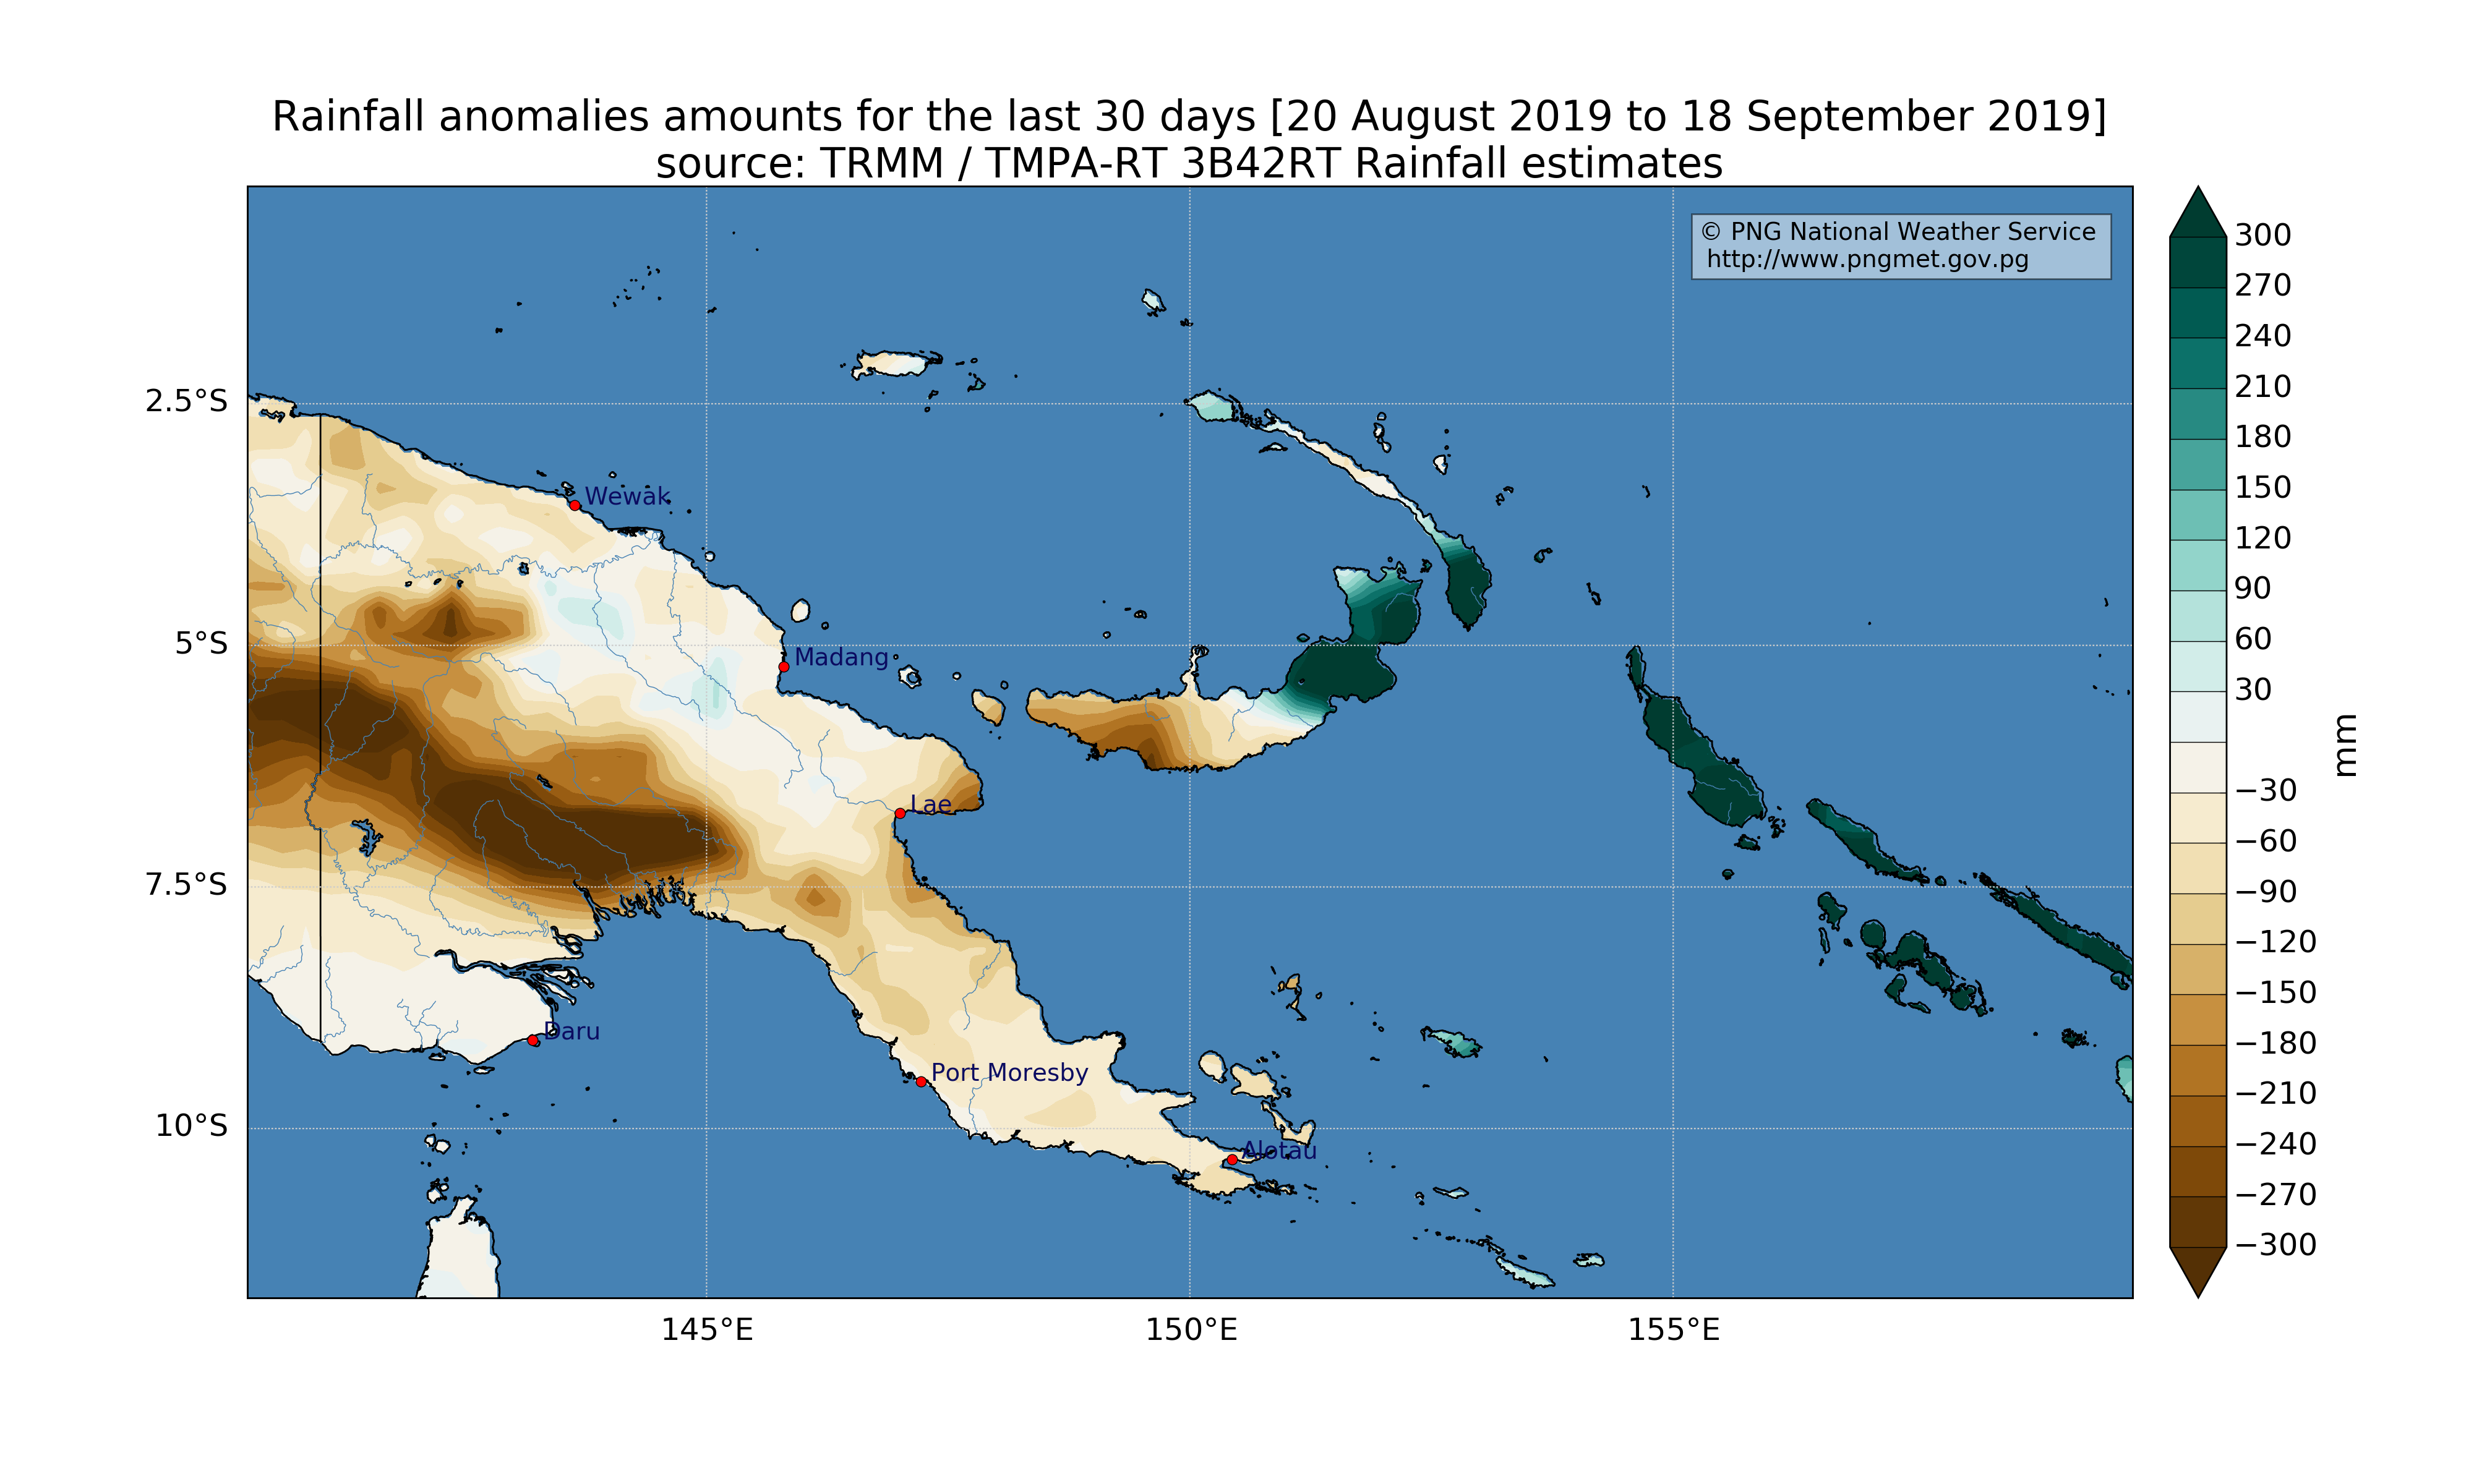 Rainfall anomalies amounts for the last 30 days [20 August 2019 to 18 September 2019]
source: TRMM / TMPA-RT 3B42RT Rainfall estimates
© PNG National Weather Service
http://www.pngmet.gov.pg
2.5°S
5°S
7.5°S
10°S
Wewak
Madang
Lae
Daru
Port Moresby
Alotau
145°E
150°E
155°E
300
270
240
210
180
150
120
90
60
30
−30
−60
−90
−120
−150
−180
−210
−240
−270
−300
mm